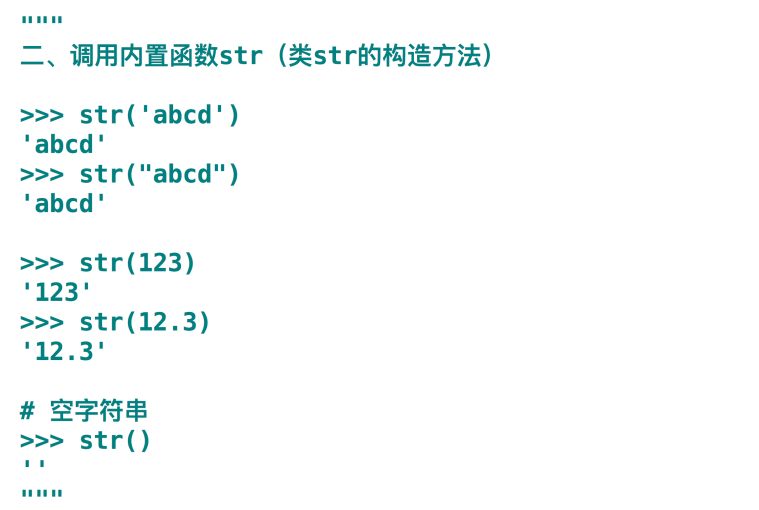 """
二、调用内置函数str（类str的构造方法）
>>> str('abcd')
'abcd'
>>> str("abcd")
'abcd'
>>> str(123)
'123'
>>> str(12.3)
'12.3'
# 空字符串
>>> str()
''
"""